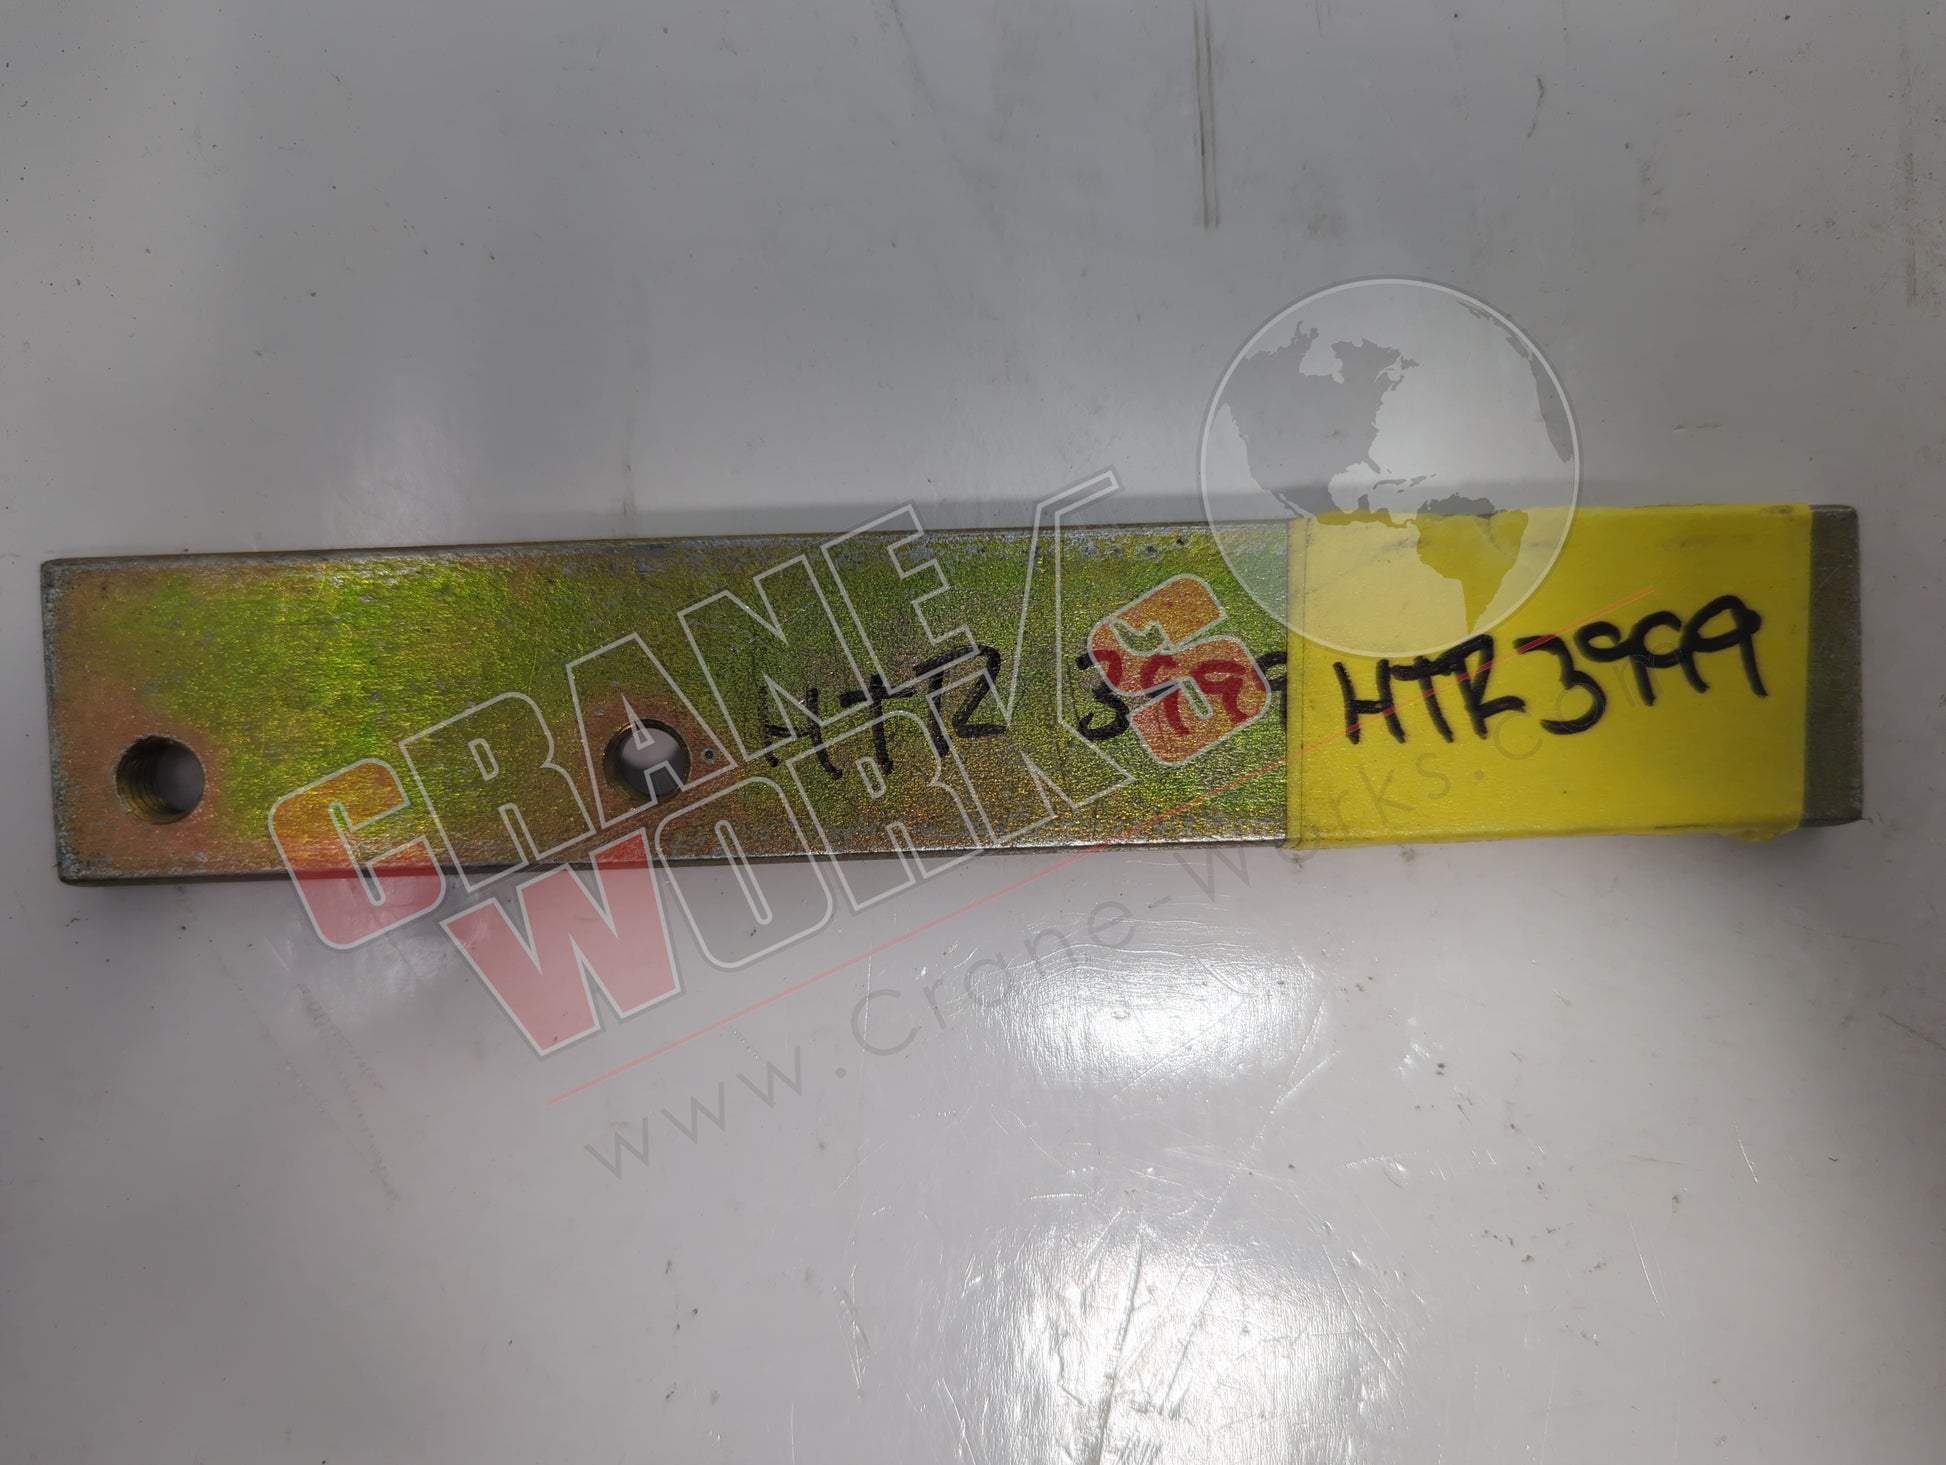 HTR 3999
HTR3999
CRANE
WORKS
www.crane-works.com